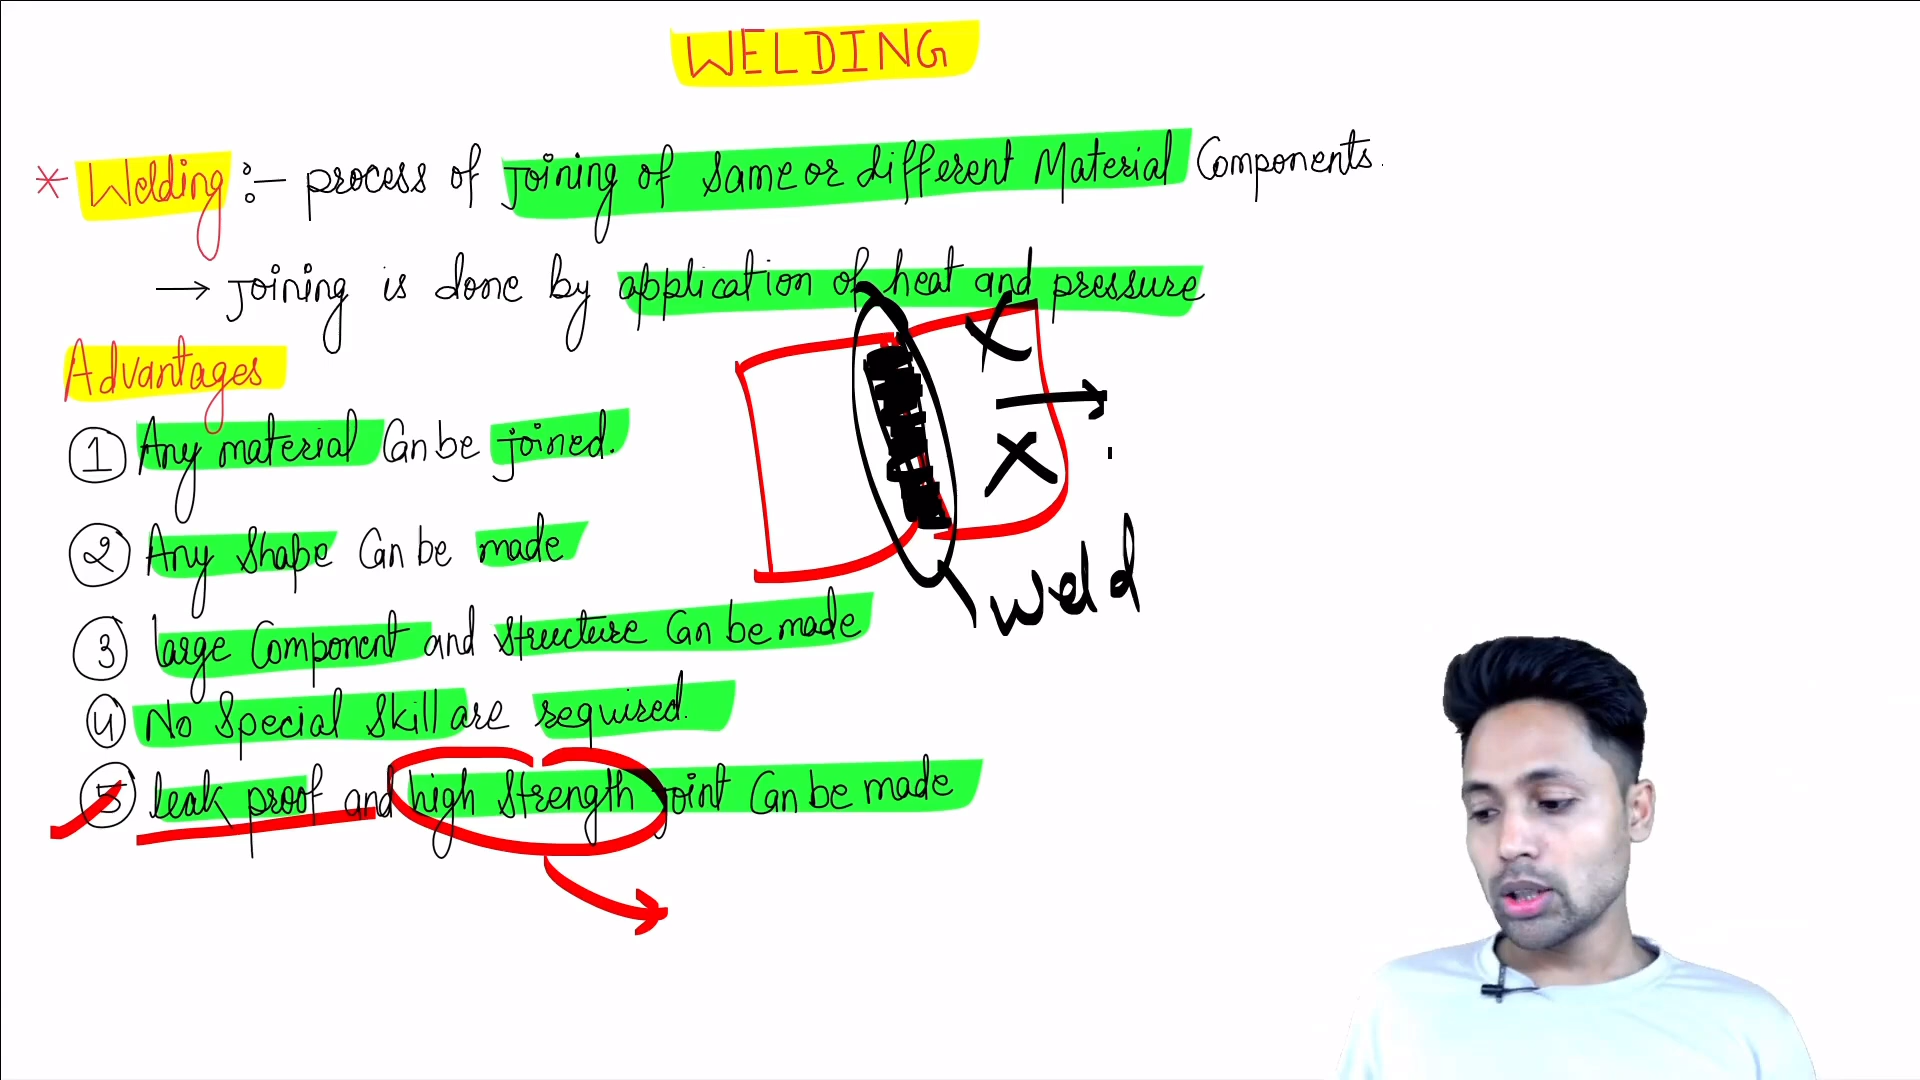 WELDING
* Welding :- process of joining of same or different Material Components.
→ joining is done by application of heat and pressure
Advantages
① Any material Can be joined.
② Any shape Can be made
③ large Component and structure Can be made
④ No special skill are required.
⑤ leak proof and high strength joint Can be made
weld